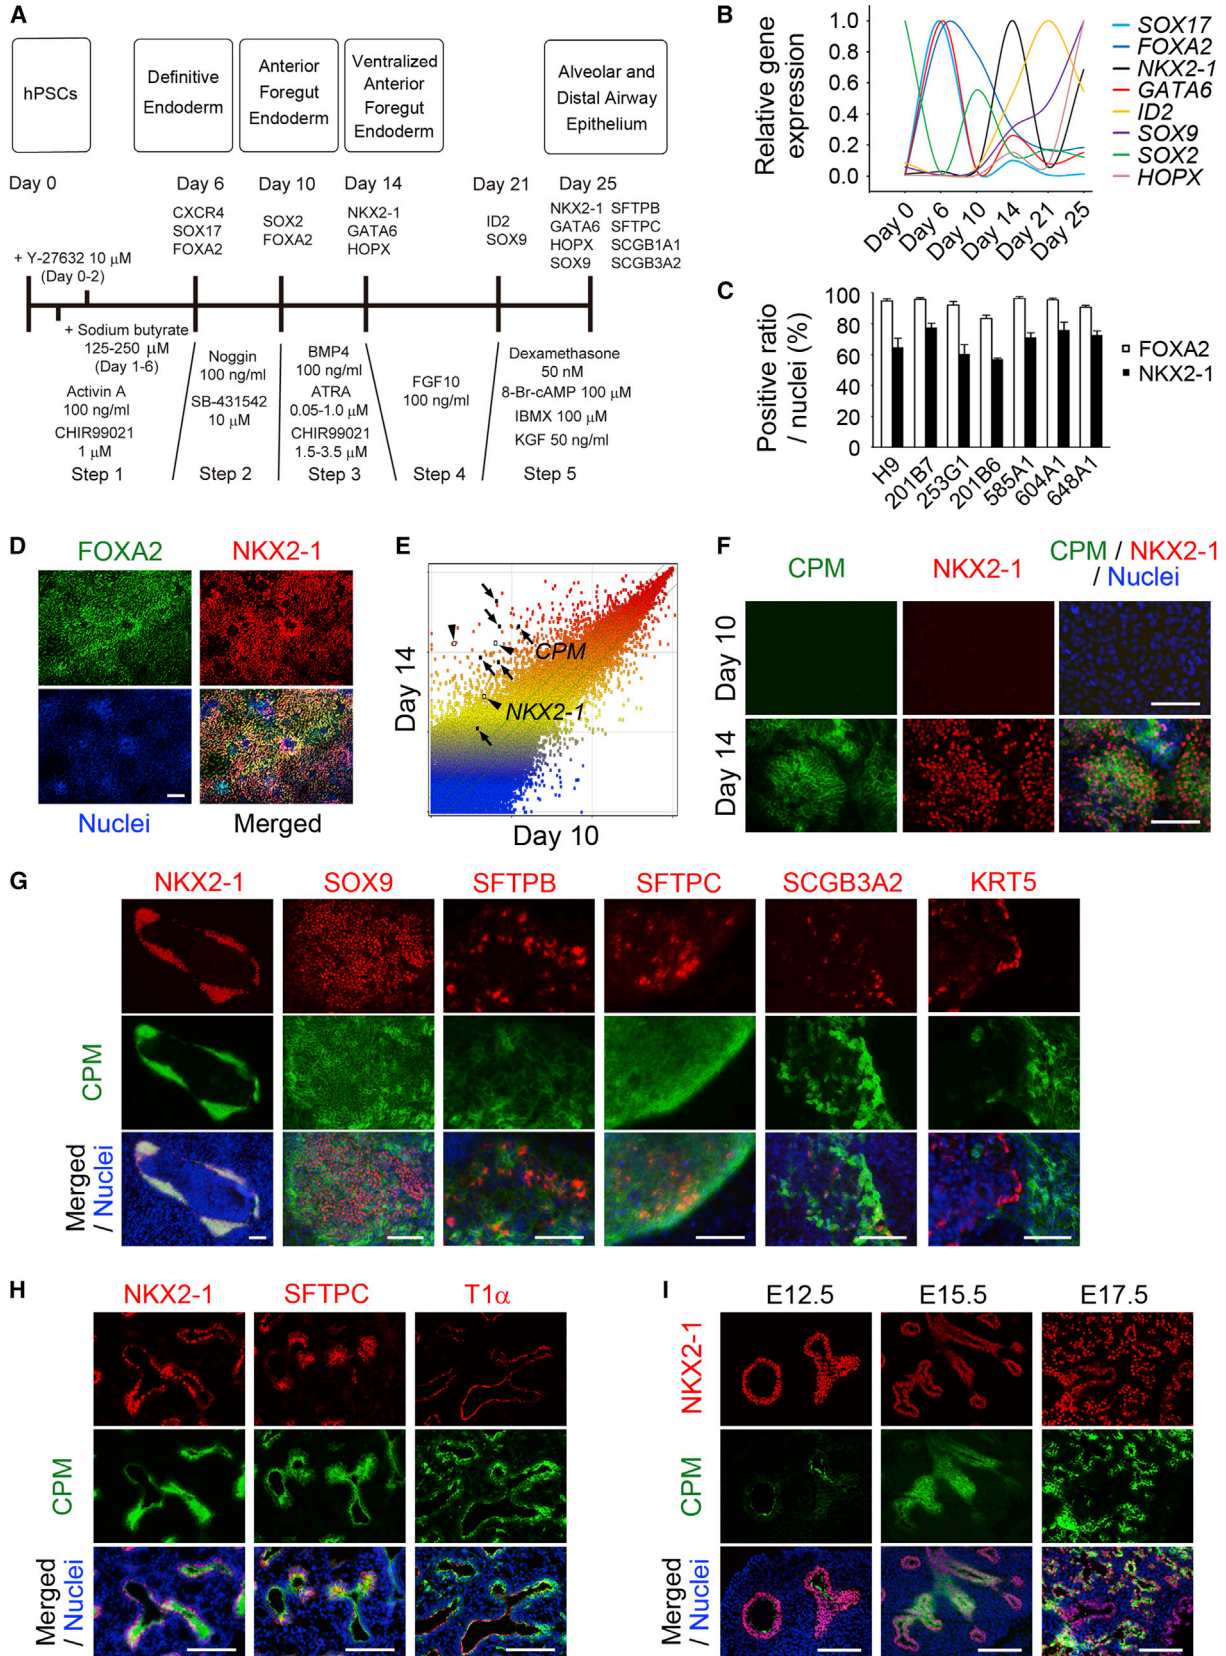 A
hPSCs
Definitive
Endoderm
Anterior
Foregut
Endoderm
Ventralized
Anterior
Foregut
Endoderm
Alveolar and
Distal Airway
Epithelium
Day 0
Day 6
Day 10
Day 14
Day 21
Day 25
CXCR4
SOX17
FOXA2
SOX2
FOXA2
NKX2-1
GATA6
HOPX
ID2
SOX9
NKX2-1 SFTPB
GATA6 SFTPC
HOPX SCGB1A1
SOX9 SCGB3A2
+ Y-27632 10 μM
(Day 0-2)
+ Sodium butyrate
125-250 μM
(Day 1-6)
Activin A
100 ng/ml
CHIR99021
1 μM
Step 1
Noggin
100 ng/ml
SB-431542
10 μM
Step 2
BMP4
100 ng/ml
ATRA
0.05-1.0 μM
CHIR99021
1.5-3.5 μM
Step 3
FGF10
100 ng/ml
Step 4
Dexamethasone
50 nM
8-Br-cAMP 100 μM
IBMX 100 μM
KGF 50 ng/ml
Step 5
B
Relative gene
expression
1.0
0.8
0.6
0.4
0.2
0.0
Day 0
Day 6
Day 10
Day 14
Day 21
Day 25
SOX17
FOXA2
NKX2-1
GATA6
ID2
SOX9
SOX2
HOPX
C
Positive ratio
/ nuclei (%)
100
80
60
40
20
0
H9
201B7
253G1
201B6
585A1
604A1
648A1
FOXA2
NKX2-1
D
FOXA2
NKX2-1
Nuclei
Merged
E
Day 14
CPM
NKX2-1
Day 10
F
CPM
NKX2-1
CPM / NKX2-1
/ Nuclei
Day 10
Day 14
G
NKX2-1
SOX9
SFTPB
SFTPC
SCGB3A2
KRT5
CPM
Merged
/ Nuclei
H
NKX2-1
SFTPC
T1α
CPM
Merged
/ Nuclei
I
E12.5
E15.5
E17.5
NKX2-1
CPM
Merged
/ Nuclei